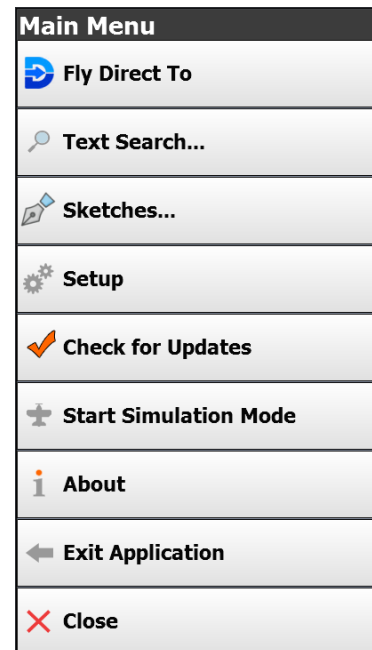 Main Menu
Fly Direct To
Text Search...
Sketches...
Setup
Check for Updates
Start Simulation Mode
About
Exit Application
Close